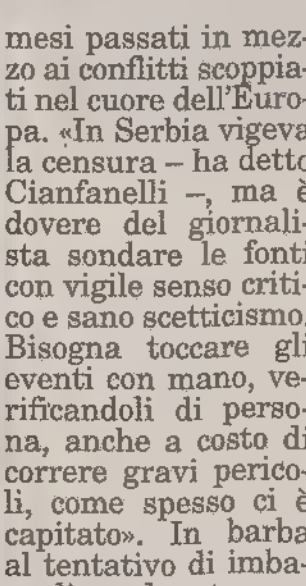 mesi passati in mez-
zo ai conflitti scoppia-
ti nel cuore dell'Euro-
pa. «In Serbia vigeva
la censura – ha detto
Cianfanelli –, ma è
dovere del giornali-
sta sondare le fonti
con vigile senso criti-
co e sano scetticismo.
Bisogna toccare gli
eventi con mano, ve-
rificandoli di perso-
na, anche a costo di
correre gravi perico-
li, come spesso ci è
capitato». In barba
al tentativo di imba-